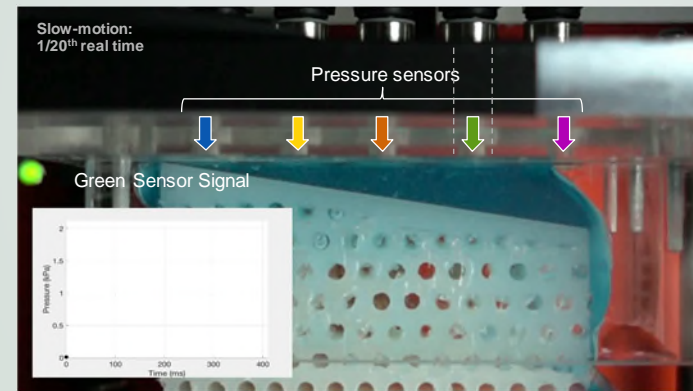 Slow-motion:
1/20th real time
Pressure sensors
Green Sensor Signal
2
1.5
1
0.5
0
Pressure (kPa)
0
100
200
300
400
Time (ms)